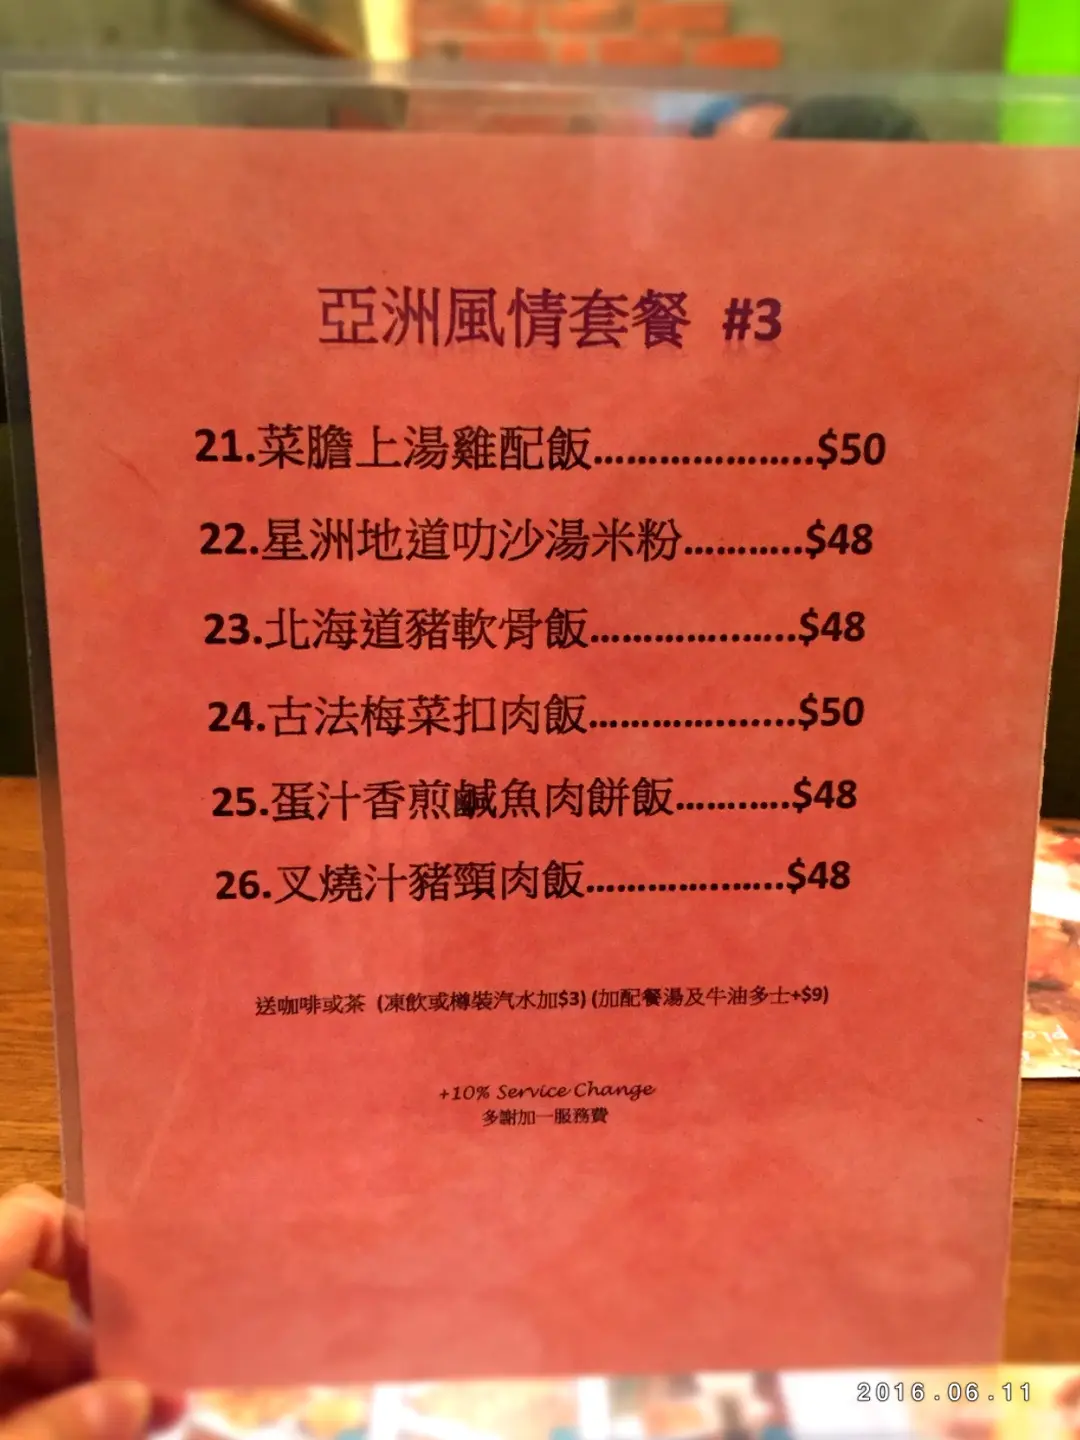 亞洲風情套餐 #3
21.菜膽上湯雞配飯....................$50
22.星洲地道叻沙湯米粉...........$48
23.北海道豬軟骨飯...................$48
24.古法梅菜扣肉飯...................$50
25.蛋汁香煎鹹魚肉餅飯...........$48
26.叉燒汁豬頸肉飯...................$48
送咖啡或茶 (凍飲或樽裝汽水加$3) (加配餐湯及牛油多士+$9)
+10% Service Change
多謝加一服務費
2016.06.11